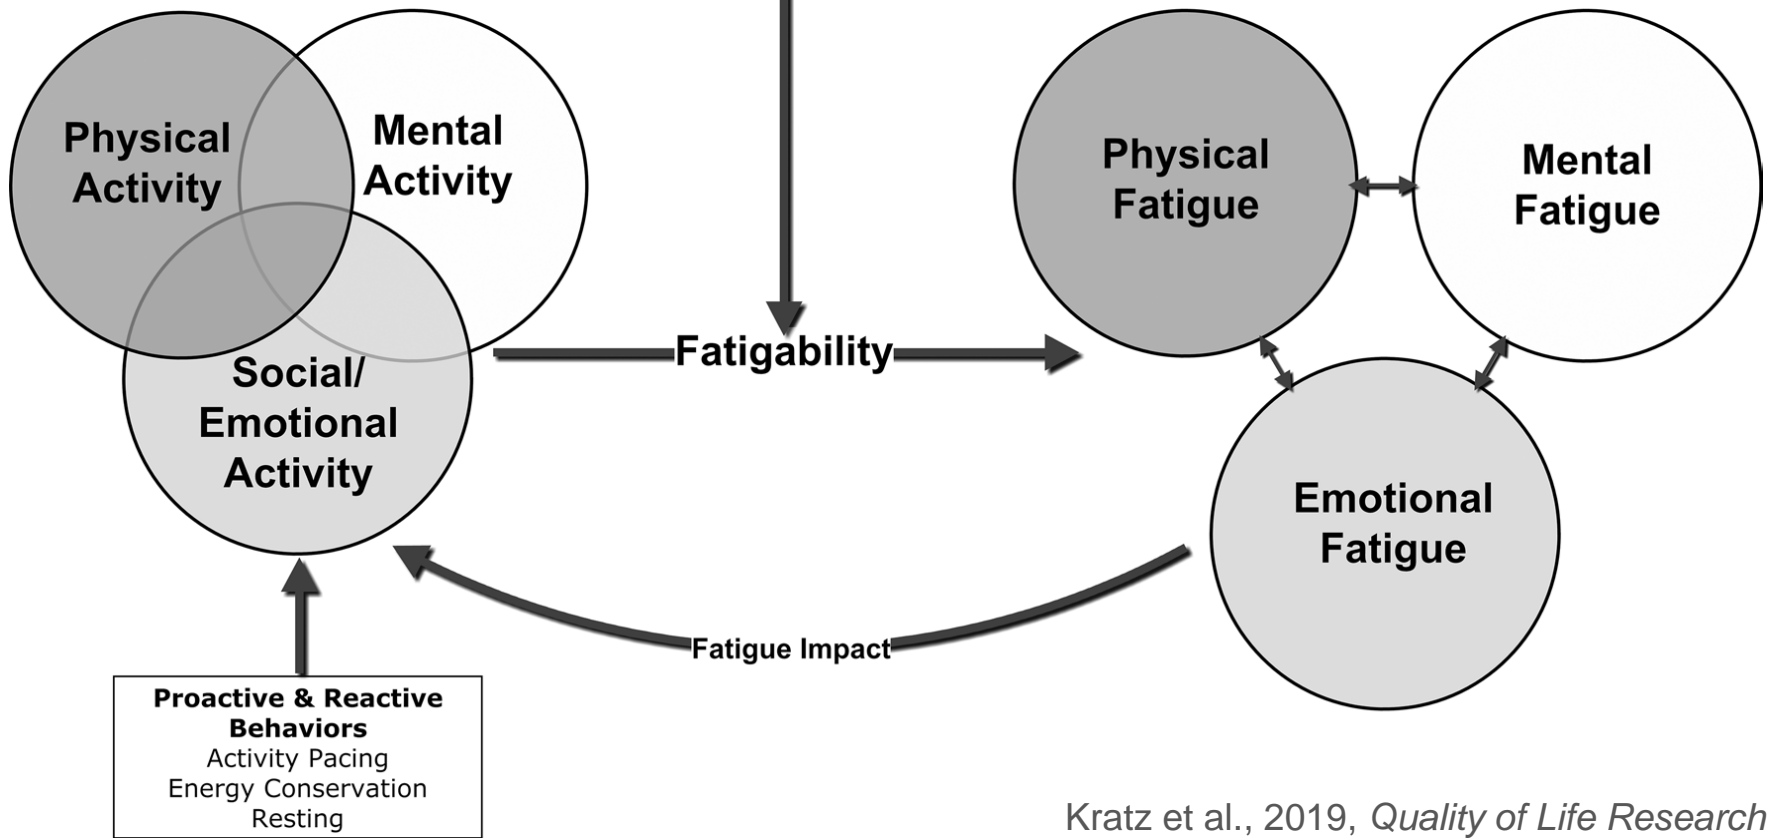 Physical
Activity
Mental
Activity
Social/
Emotional
Activity
Fatigability
Physical
Fatigue
Mental
Fatigue
Emotional
Fatigue
Fatigue Impact
Proactive & Reactive
Behaviors
Activity Pacing
Energy Conservation
Resting
Kratz et al., 2019, Quality of Life Research